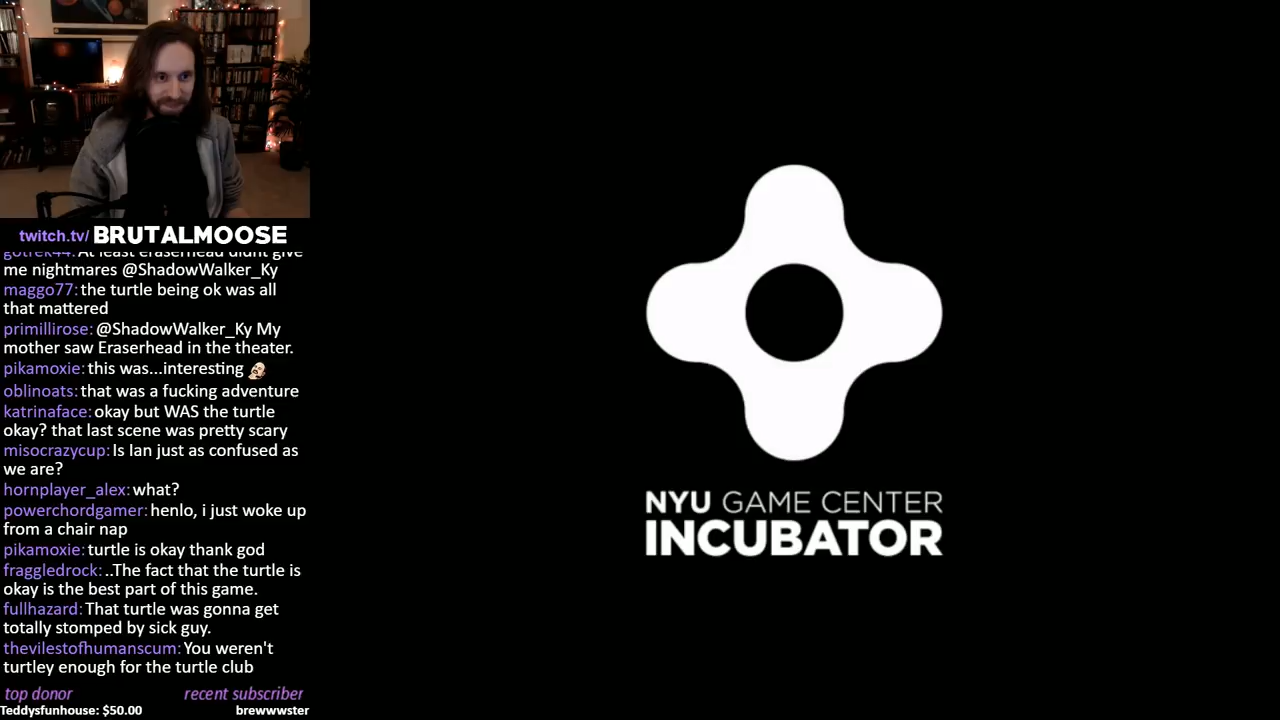 twitch.tv/ BRUTALMOOSE
gotrek44: At least eraserhead didnt give
me nightmares @ShadowWalker_Ky
maggo77: the turtle being ok was all
that mattered
primillirose: @ShadowWalker_Ky My
mother saw Eraserhead in the theater.
pikamoxie: this was...interesting
oblinoats: that was a fucking adventure
katrinaface: okay but WAS the turtle
okay? that last scene was pretty scary
misocrazycup: Is Ian just as confused as
we are?
hornplayer_alex: what?
powerchordgamer: henlo, i just woke up
from a chair nap
pikamoxie: turtle is okay thank god
fraggledrock: ..The fact that the turtle is
okay is the best part of this game.
fullhazard: That turtle was gonna get
totally stomped by sick guy.
thevilestofhumanscum: You weren't
turtley enough for the turtle club
top donor recent subscriber
Teddysfunhouse: $50.00 brewwwster
NYU GAME CENTER
INCUBATOR